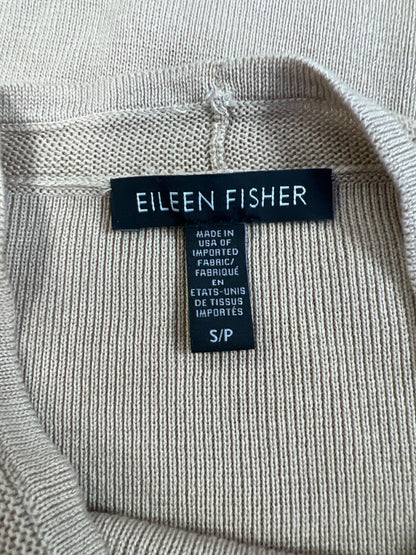 EILEEN FISHER
MADE IN
USA OF
IMPORTED
FABRIC/
FABRIQUÉ
EN
ETATS-UNIS
DE TISSUS
IMPORTÉS
S/P